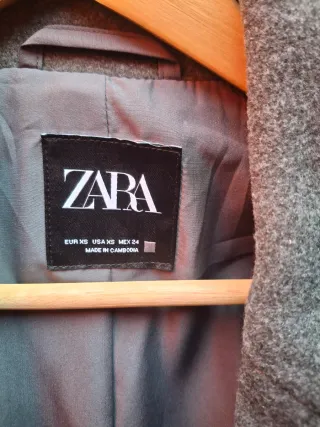 ZARA
EUR XS USA XS MEX 24
MADE IN CAMBODIA